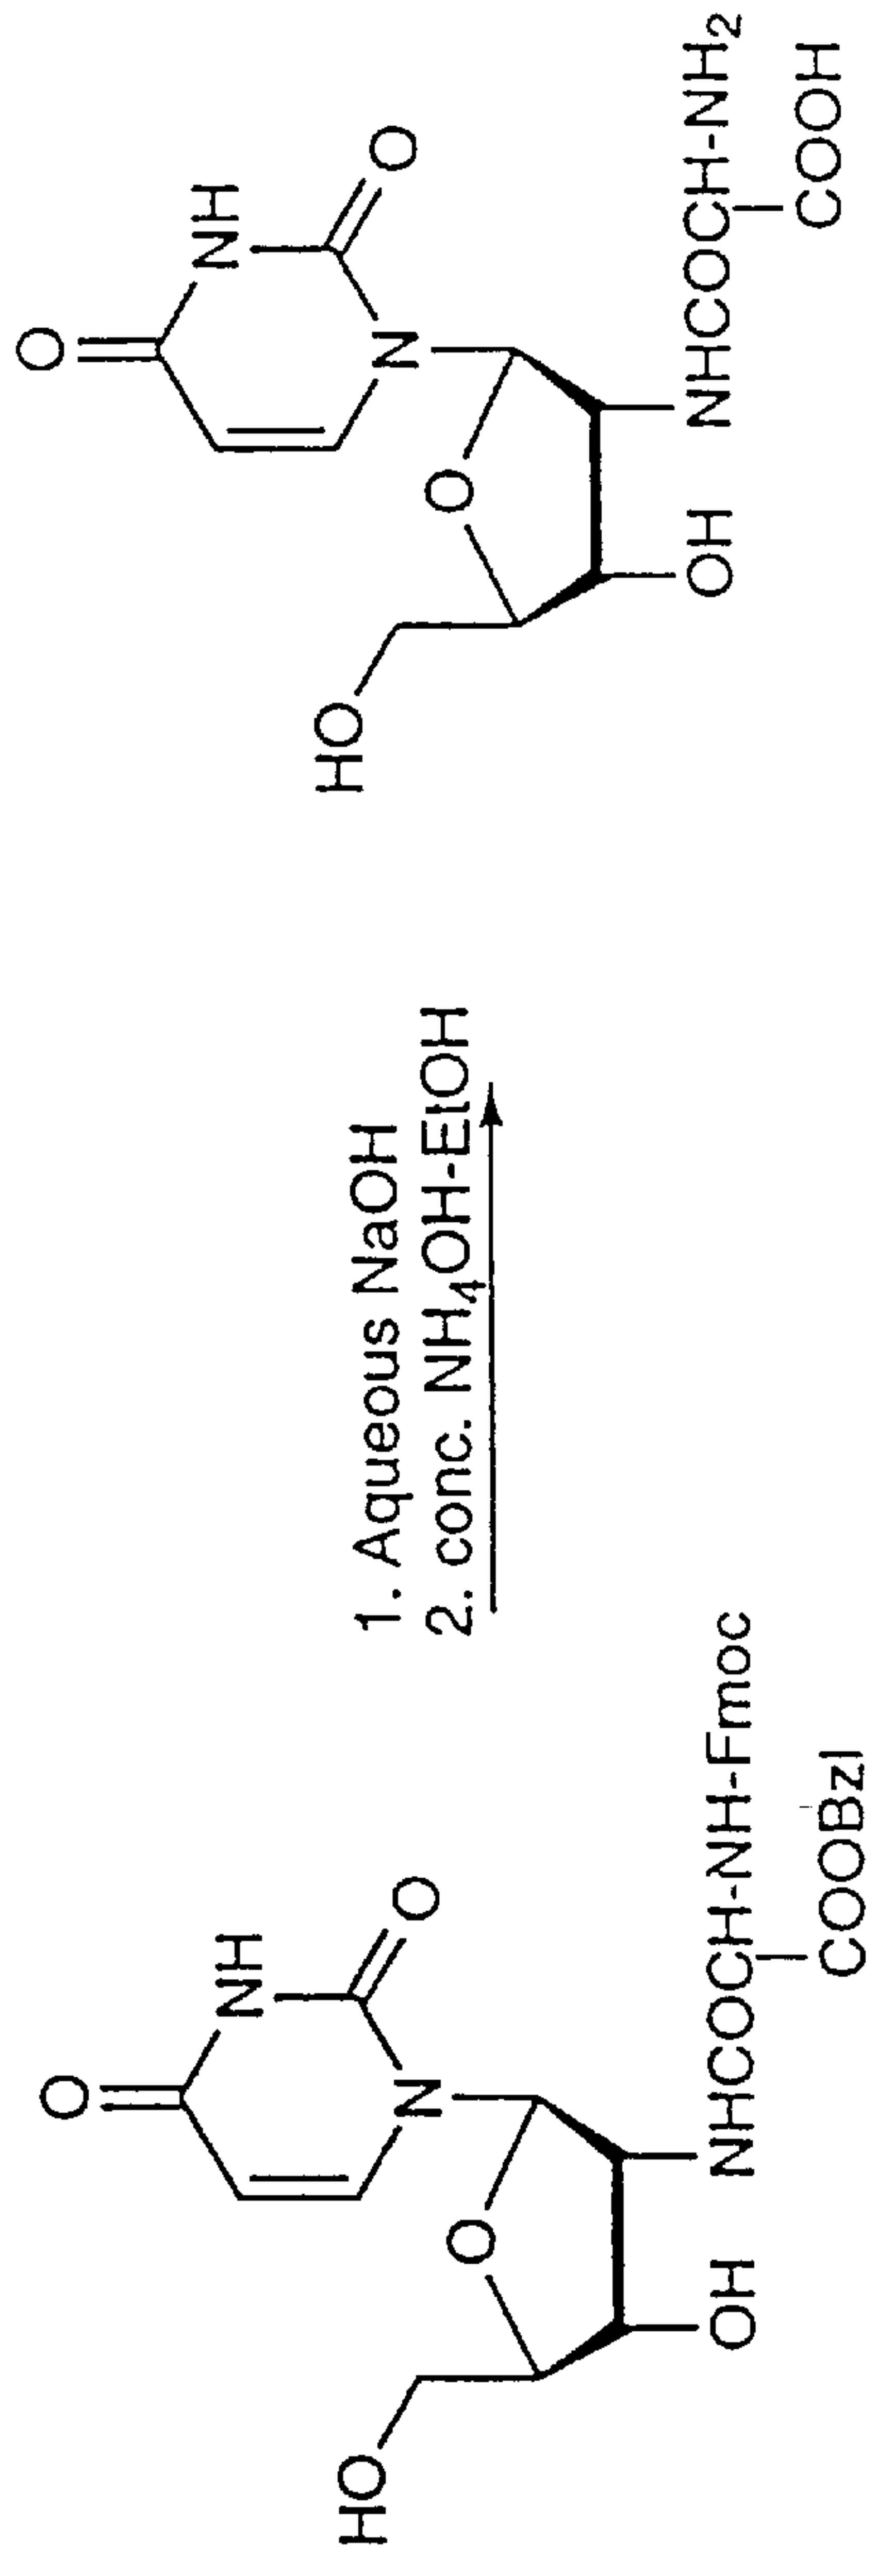 O
NH
N
O
O
HO
OH
NHCOCH-NH-Fmoc
COOBzl
1. Aqueous NaOH
2. conc. NH4OH-EtOH
O
NH
N
O
O
HO
OH
NHCOCH-NH2
COOH